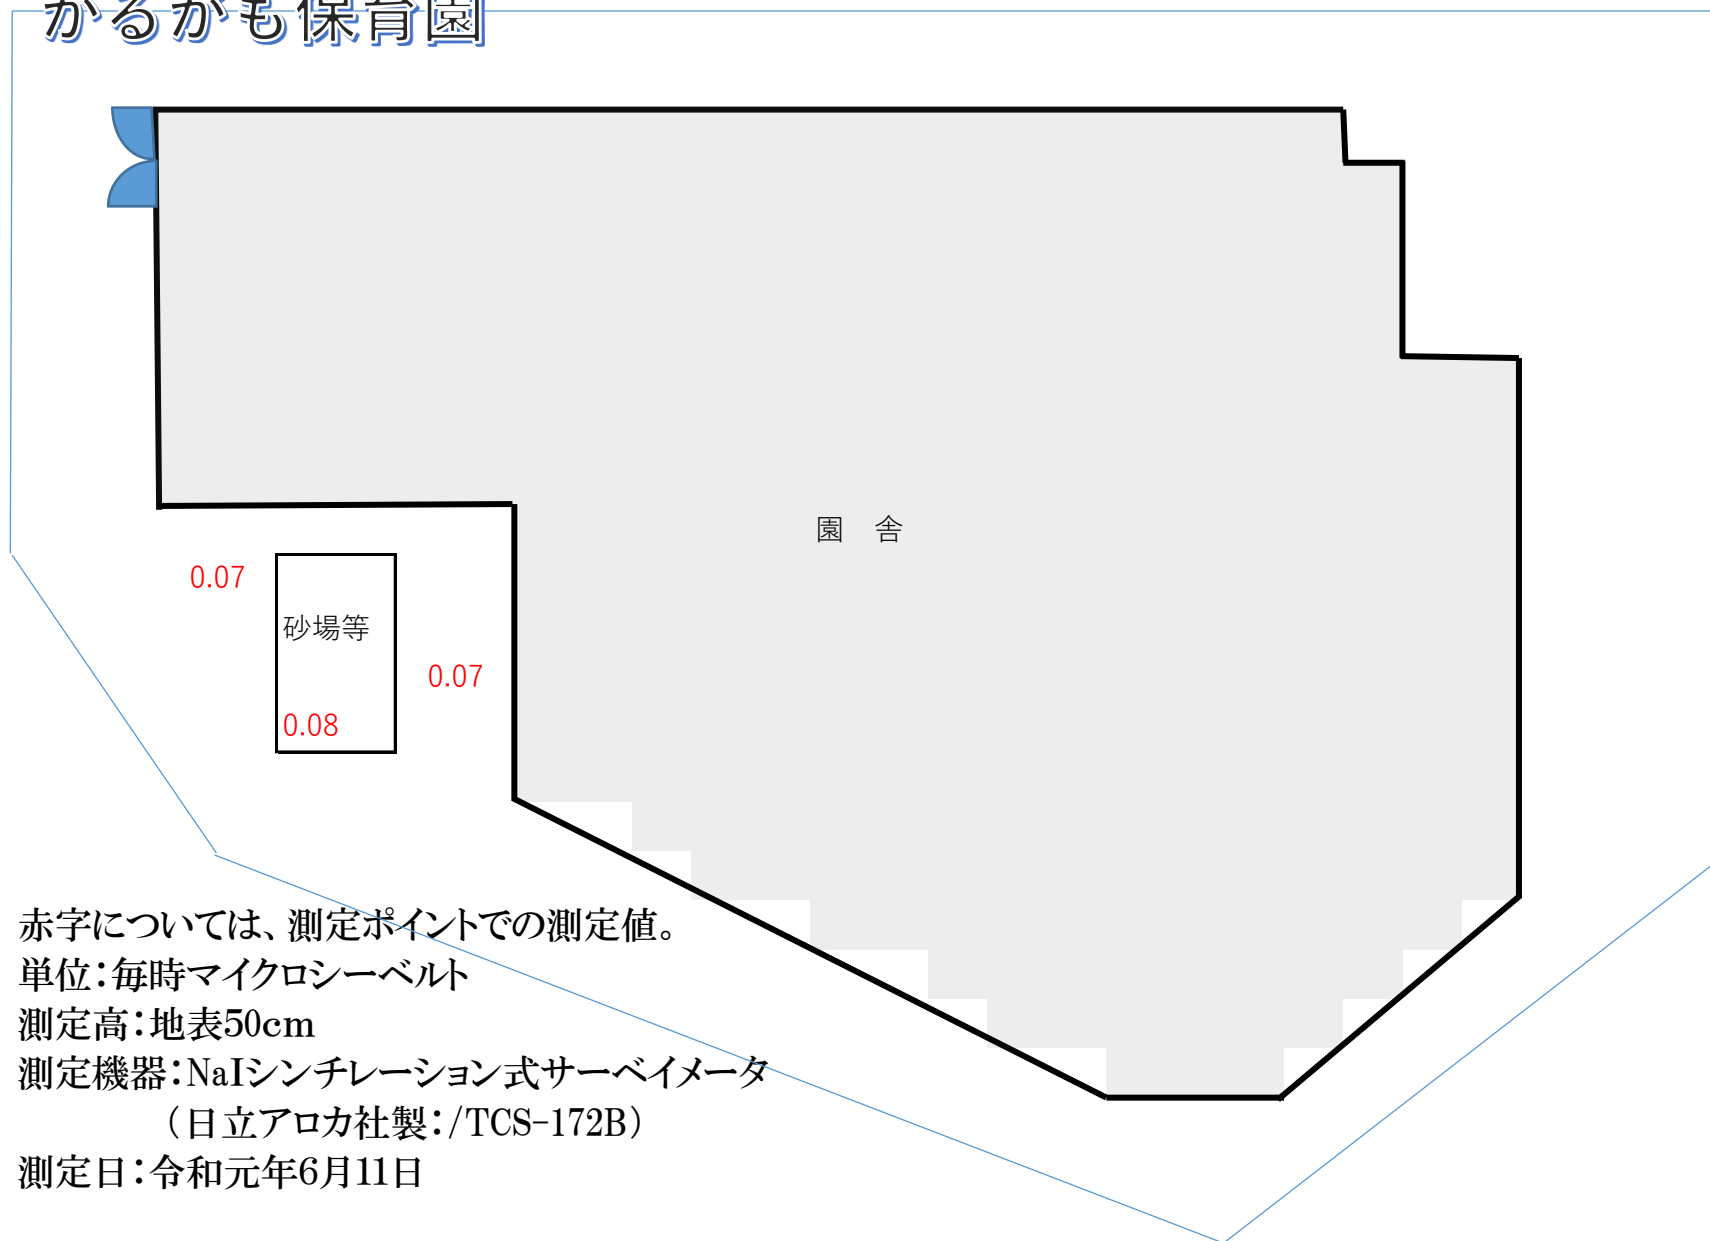 かるがも保育園
園 舎
0.07
砂場等
0.07
0.08
赤字については、測定ポイントでの測定値。
単位：毎時マイクロシーベルト
測定高：地表50cm
測定機器：NaIシンチレーション式サーベイメータ
（日立アロカ社製：/TCS-172B）
測定日：令和元年6月11日